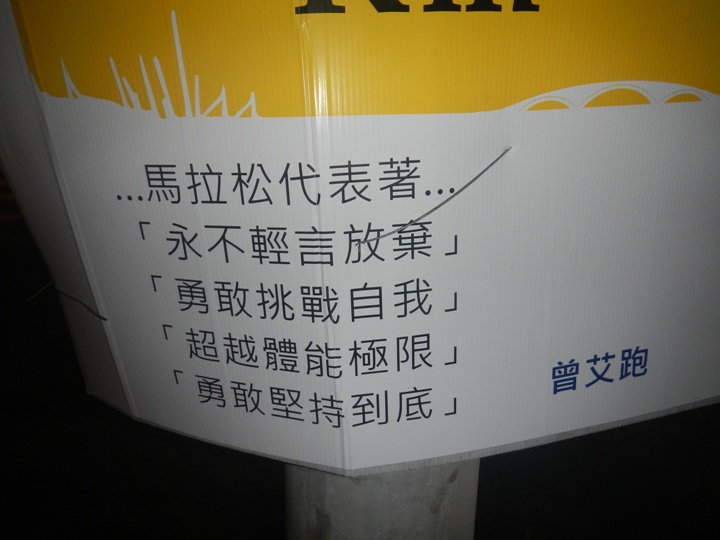 ...馬拉松代表著...
「永不輕言放棄」
「勇敢挑戰自我」
「超越體能極限」
「勇敢堅持到底」
曾艾跑